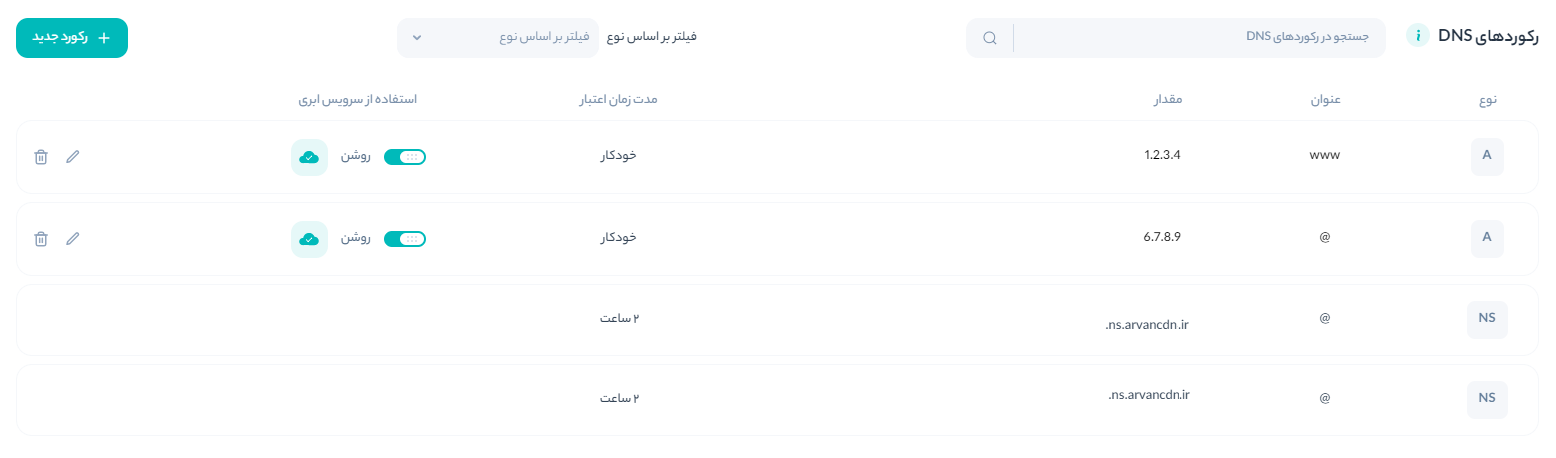 رکوردهای DNS
جستجو در رکوردهای DNS
فیلتر بر اساس نوع
فیلتر بر اساس نوع
رکورد جدید
نوع عنوان مقدار مدت زمان اعتبار استفاده از سرویس ابری
A www 1.2.3.4 خودکار روشن
A @ 6.7.8.9 خودکار روشن
NS @ .ns.arvancdn.ir ۲ ساعت
NS @ .ns.arvancdn.ir ۲ ساعت